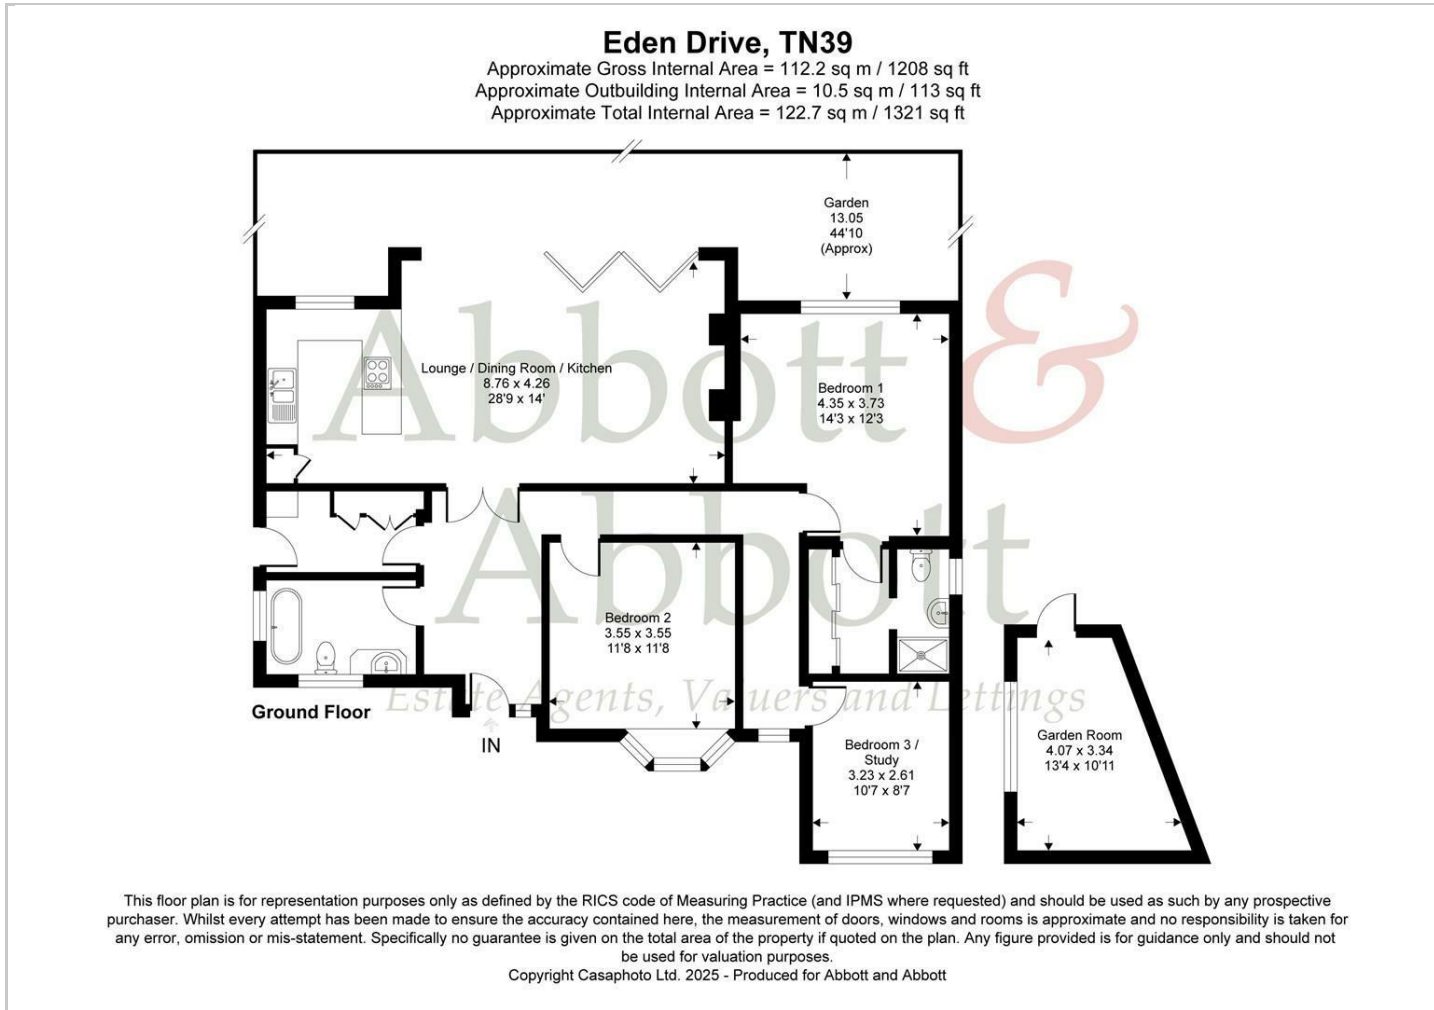 Eden Drive, TN39
Approximate Gross Internal Area = 112.2 sq m / 1208 sq ft
Approximate Outbuilding Internal Area = 10.5 sq m / 113 sq ft
Approximate Total Internal Area = 122.7 sq m / 1321 sq ft
Garden
13.05
44'10
(Approx)
Abbott &
Abbott
Estate Agents, Valuers and Lettings
Lounge / Dining Room / Kitchen
8.76 x 4.26
28'9 x 14'
Bedroom 1
4.35 x 3.73
14'3 x 12'3
Bedroom 2
3.55 x 3.55
11'8 x 11'8
Ground Floor
IN
Bedroom 3 /
Study
3.23 x 2.61
10'7 x 8'7
Garden Room
4.07 x 3.34
13'4 x 10'11
This floor plan is for representation purposes only as defined by the RICS code of Measuring Practice (and IPMS where requested) and should be used as such by any prospective
purchaser. Whilst every attempt has been made to ensure the accuracy contained here, the measurement of doors, windows and rooms is approximate and no responsibility is taken for
any error, omission or mis-statement. Specifically no guarantee is given on the total area of the property if quoted on the plan. Any figure provided is for guidance only and should not
be used for valuation purposes.
Copyright Casaphoto Ltd. 2025 - Produced for Abbott and Abbott